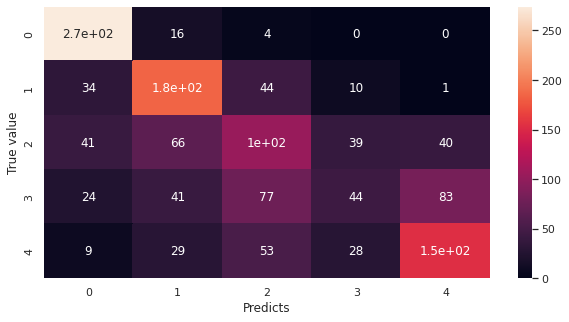 0 2.7e+02 16 4 0 0
1 34 1.8e+02 44 10 1
2 41 66 1e+02 39 40
3 24 41 77 44 83
4 9 29 53 28 1.5e+02
0 1 2 3 4
True value
Predicts
250
200
150
100
50
0